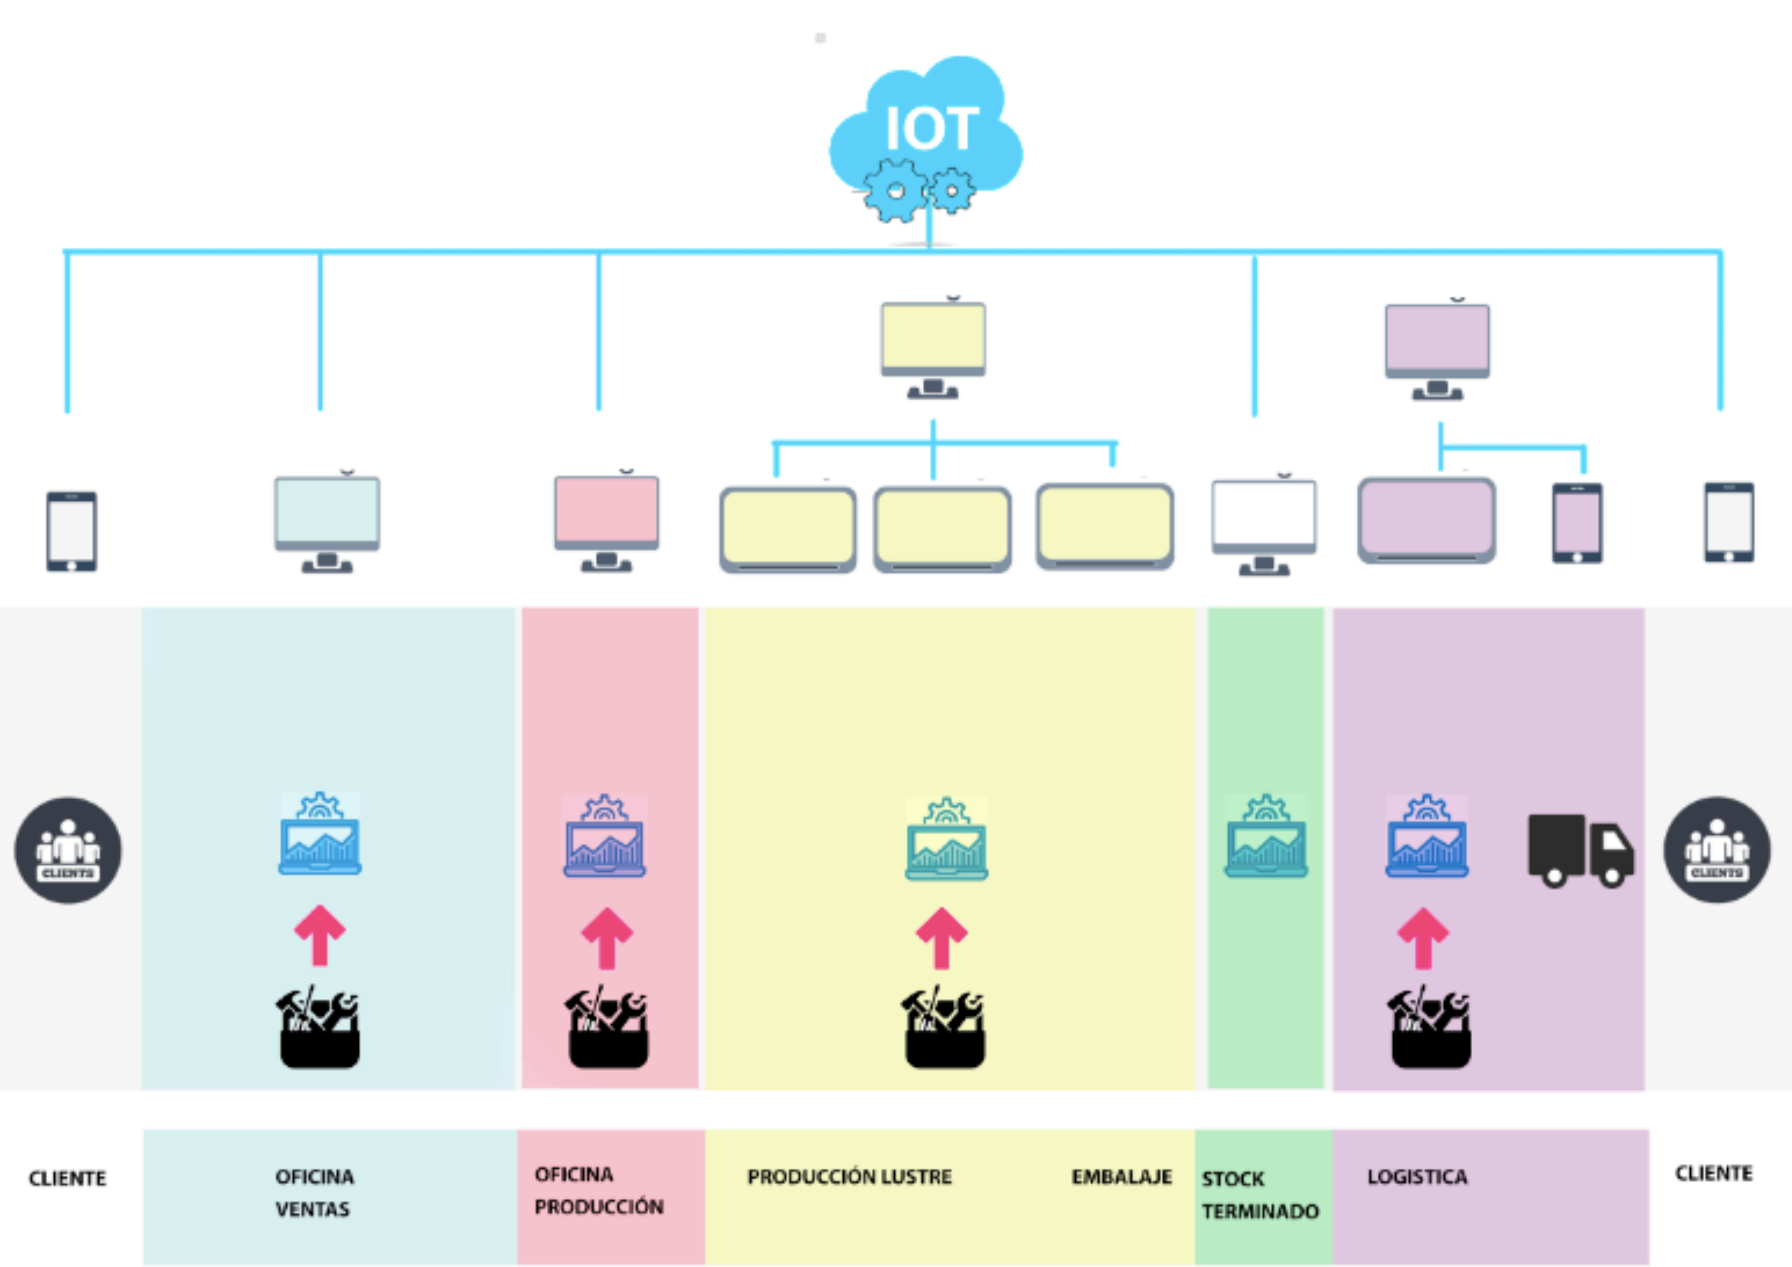 IOT
CLIENTS
CLIENTS
CLIENTE
OFICINA
VENTAS
OFICINA
PRODUCCIÓN
PRODUCCIÓN LUSTRE
EMBALAJE
STOCK
TERMINADO
LOGISTICA
CLIENTE